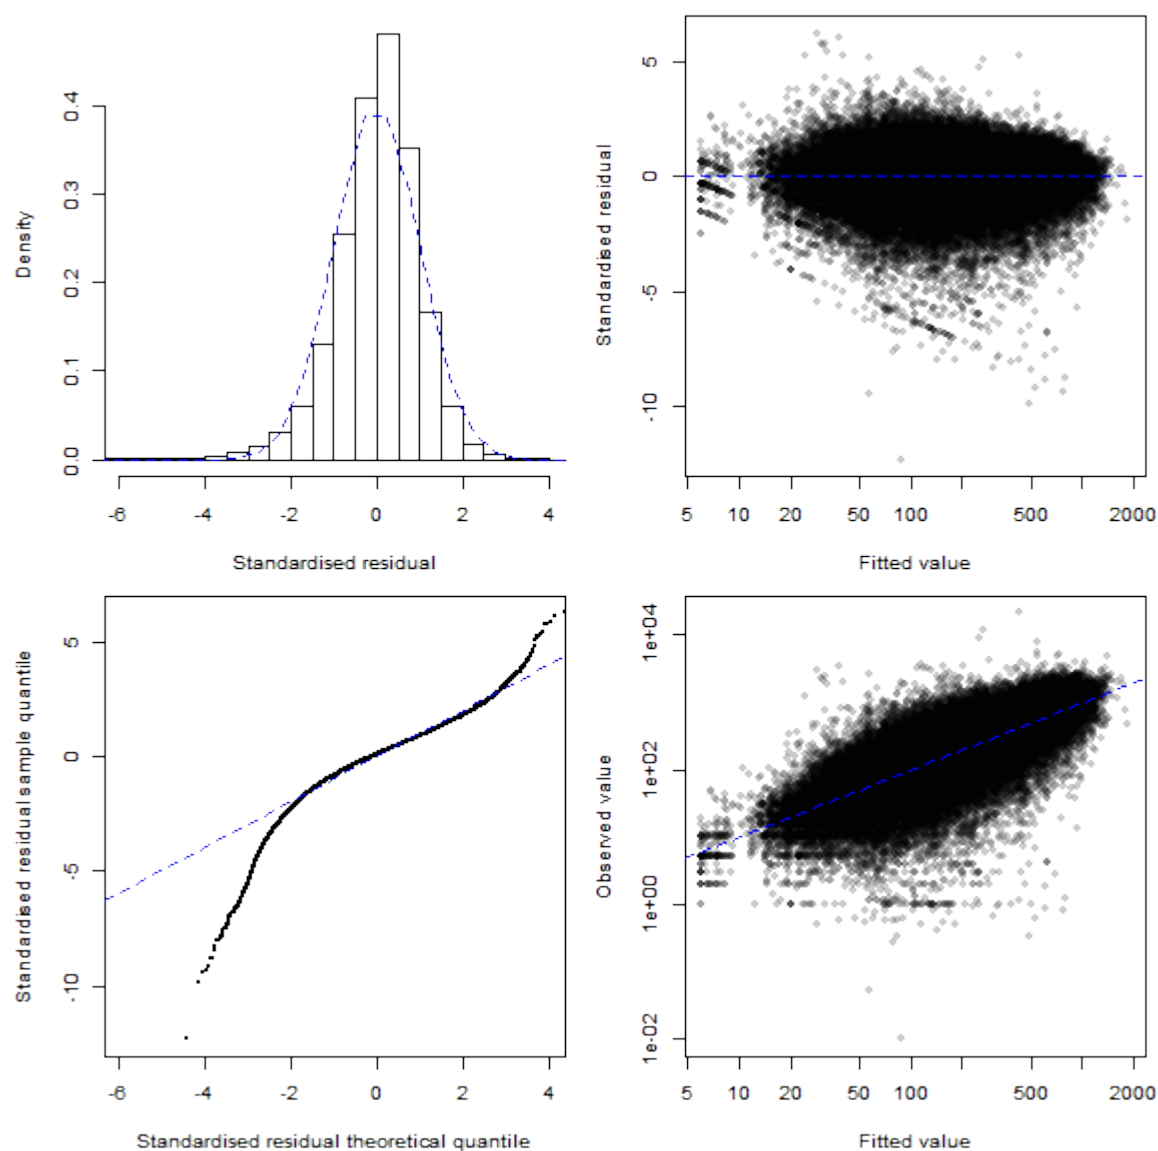 Density
0.0 0.1 0.2 0.3 0.4
-6 -4 -2 0 2 4
Standardised residual
Standardised residual
-10 -5 0 5
5 10 20 50 100 500 2000
Fitted value
Standardised residual sample quantile
-10 -5 0 5
-6 -4 -2 0 2 4
Standardised residual theoretical quantile
Observed value
1e-02 1e+00 1e+02 1e+04
5 10 20 50 100 500 2000
Fitted value